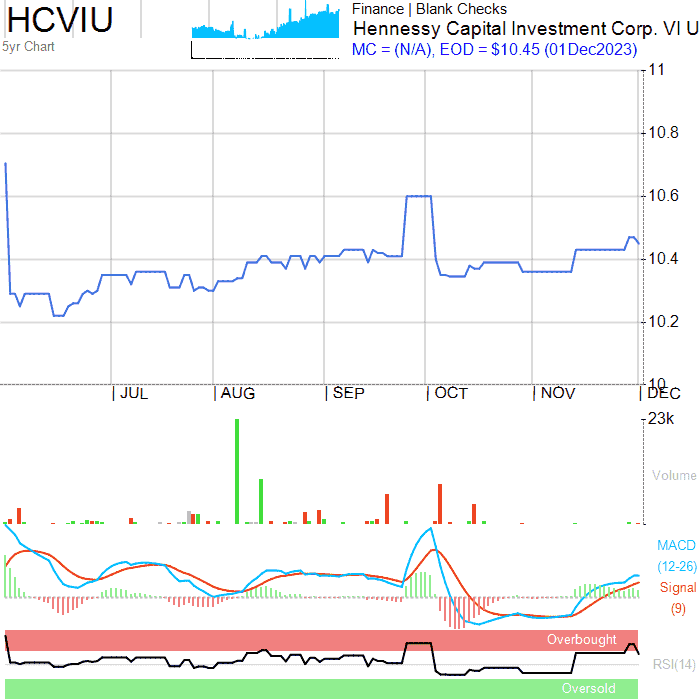 HCVIU
5yr Chart
Finance | Blank Checks
Hennessy Capital Investment Corp. VI U
MC = (N/A), EOD = $10.45 (01Dec2023)
11
10.8
10.6
10.4
10.2
10
JUL
AUG
SEP
OCT
NOV
DEC
23k
Volume
MACD
(12-26)
Signal
(9)
Overbought
RSI(14)
Oversold